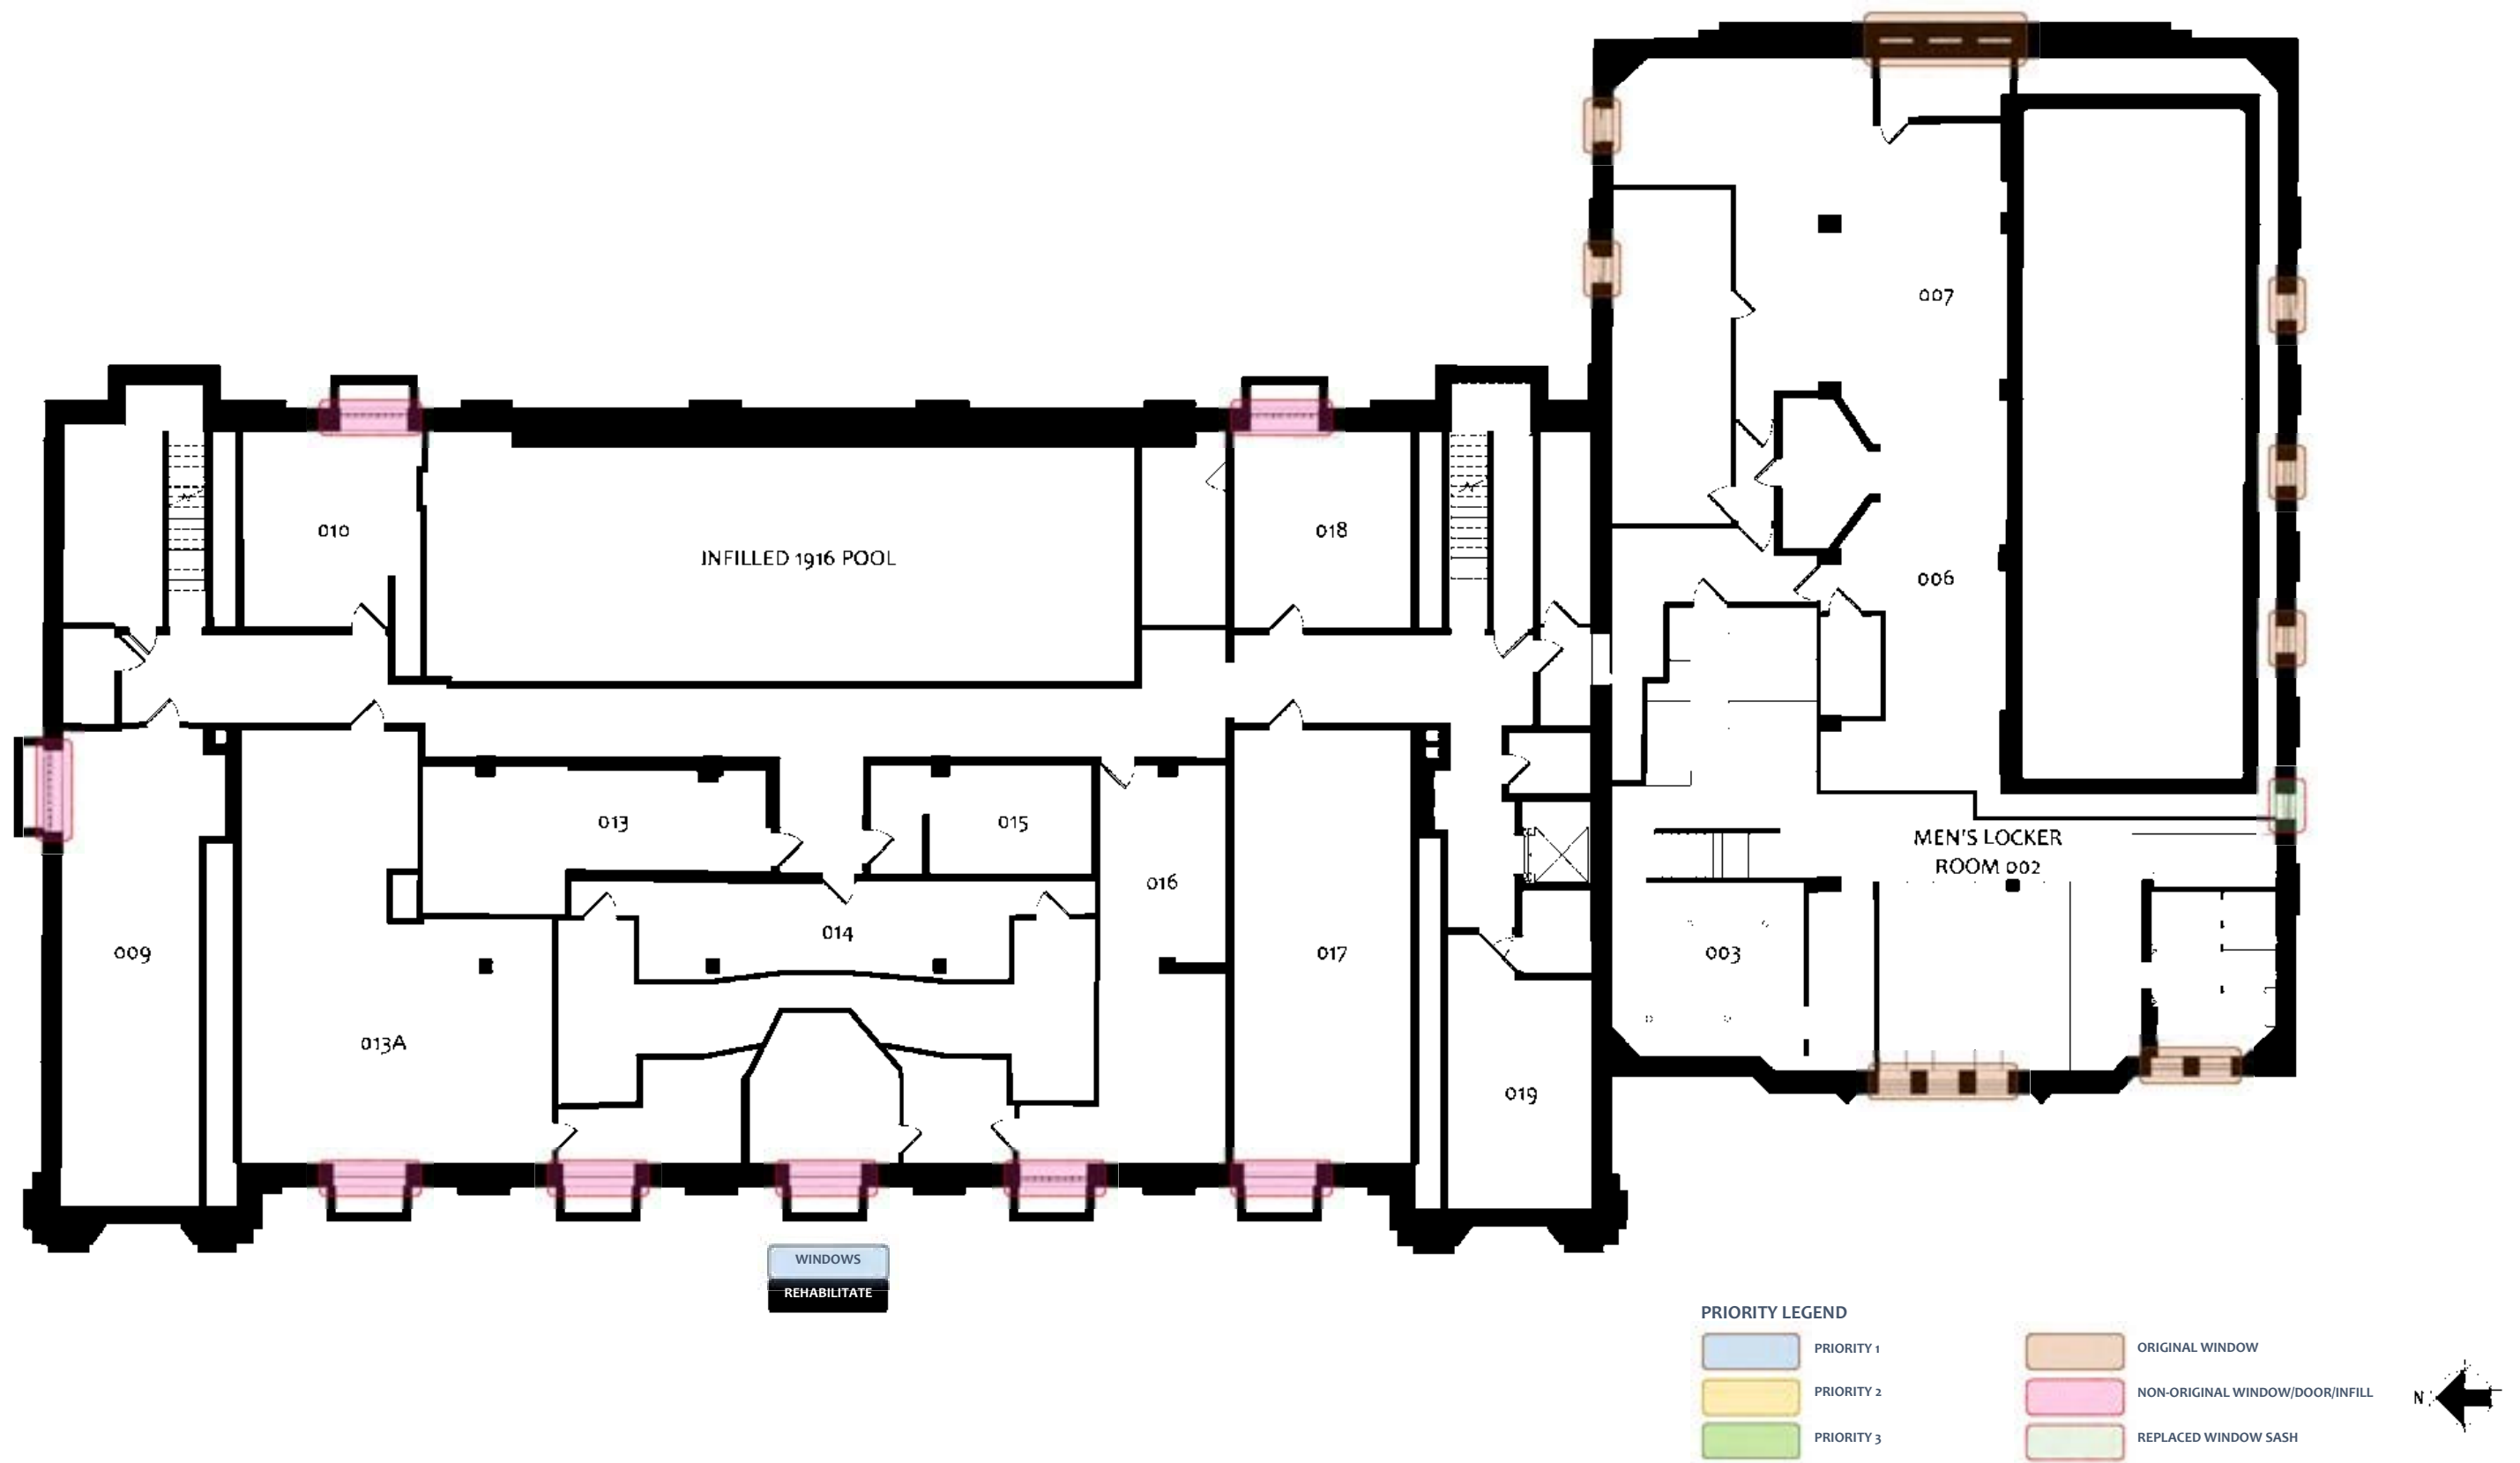 007
010
INFILLED 1916 POOL
018
006
013
015
MEN'S LOCKER
ROOM 002
016
009
014
017
003
013A
019
WINDOWS
REHABILITATE
PRIORITY LEGEND
PRIORITY 1
ORIGINAL WINDOW
PRIORITY 2
NON-ORIGINAL WINDOW/DOOR/INFILL
N
PRIORITY 3
REPLACED WINDOW SASH